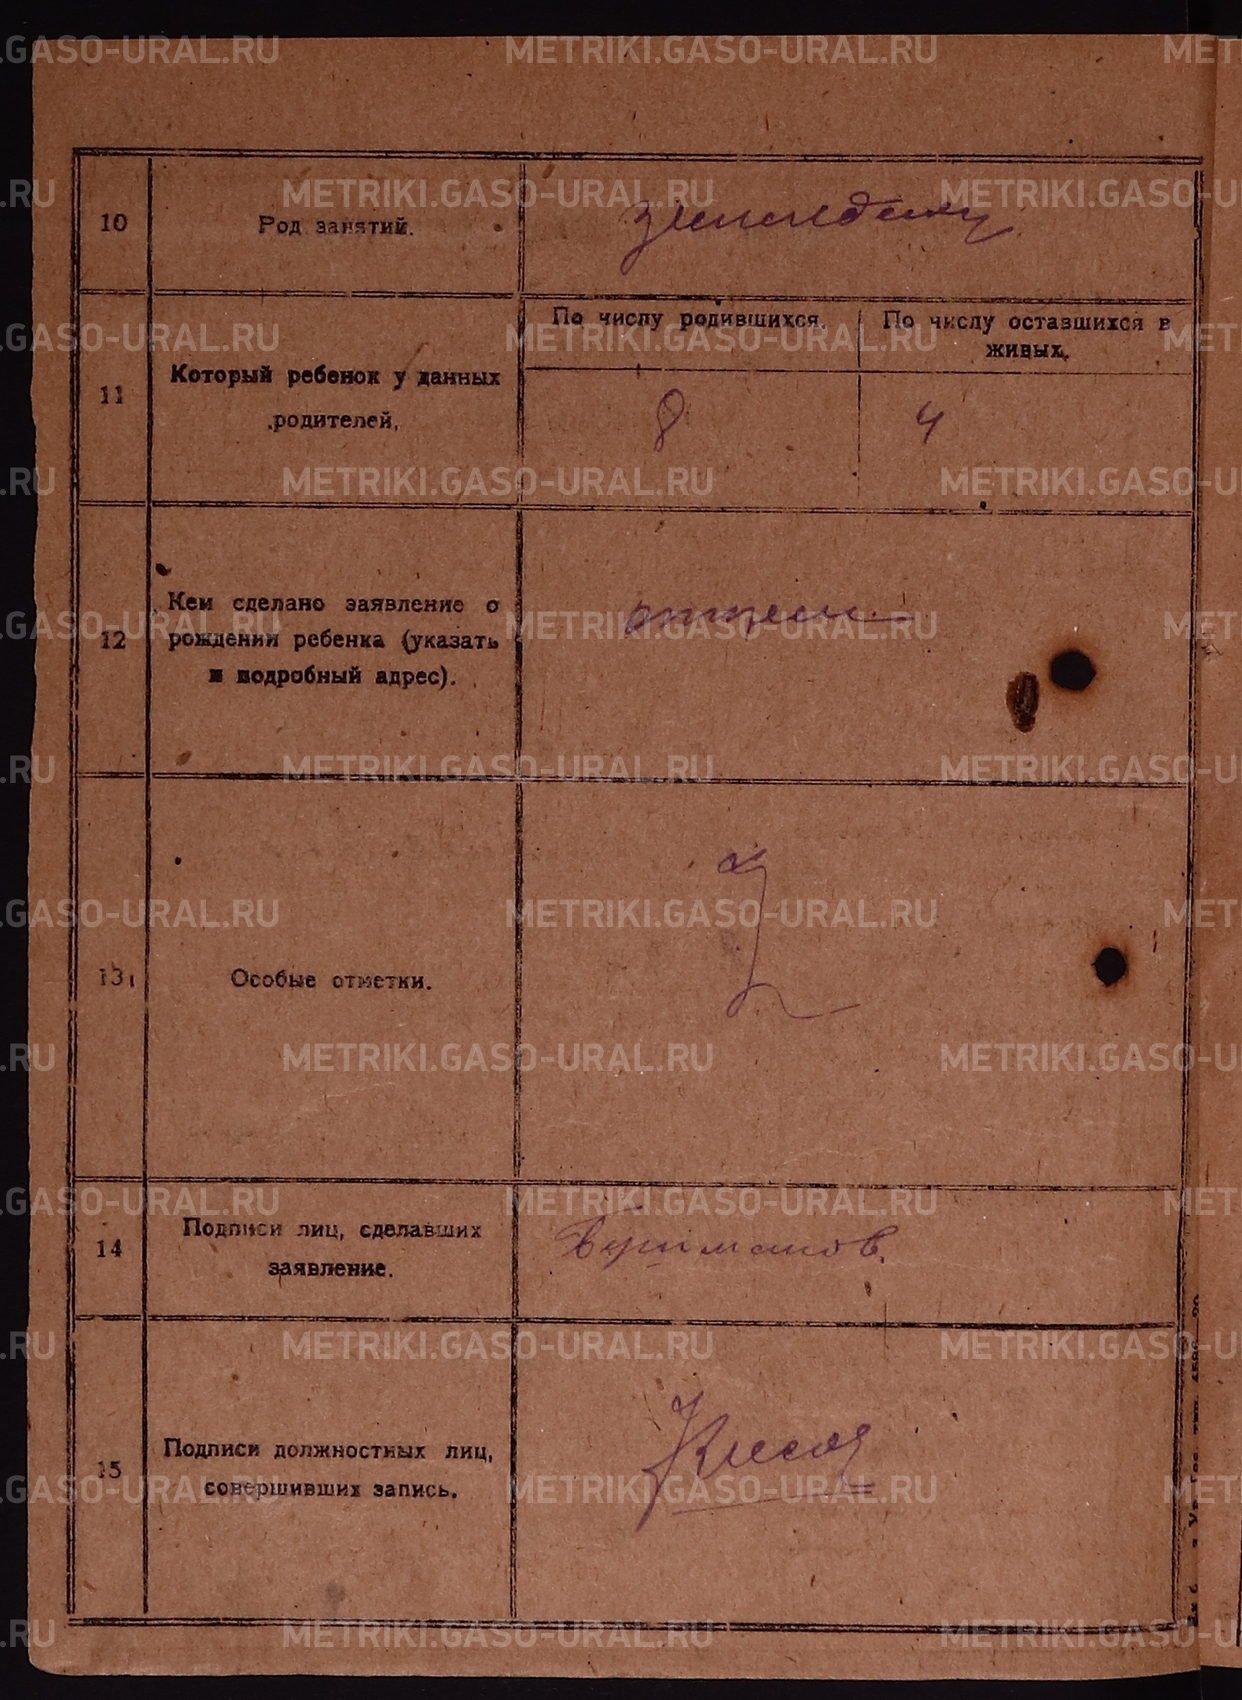 10
Род занятий.
11
Который ребенок у данных
родителей.
По числу родившихся.
По числу оставшихся в
живых.
8
4
12
Кем сделано заявление о
рождении ребенка (указать
и подробный адрес).
отцем
13
Особые отметки.
14
Подписи лиц, сделавших
заявление.
15
Подписи должностных лиц,
совершивших запись.
METRIKI.GASO-URAL.RU